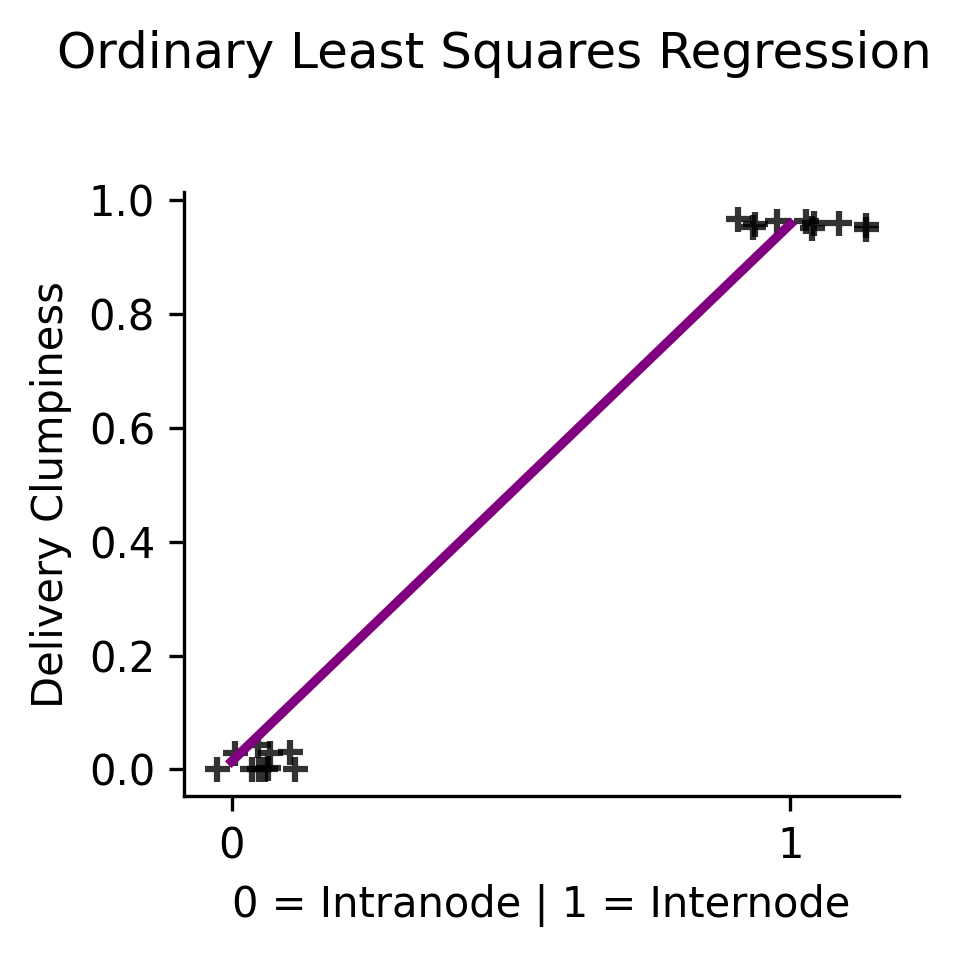 Ordinary Least Squares Regression
Delivery Clumpiness
1.0
0.8
0.6
0.4
0.2
0.0
0
1
0 = Intranode | 1 = Internode